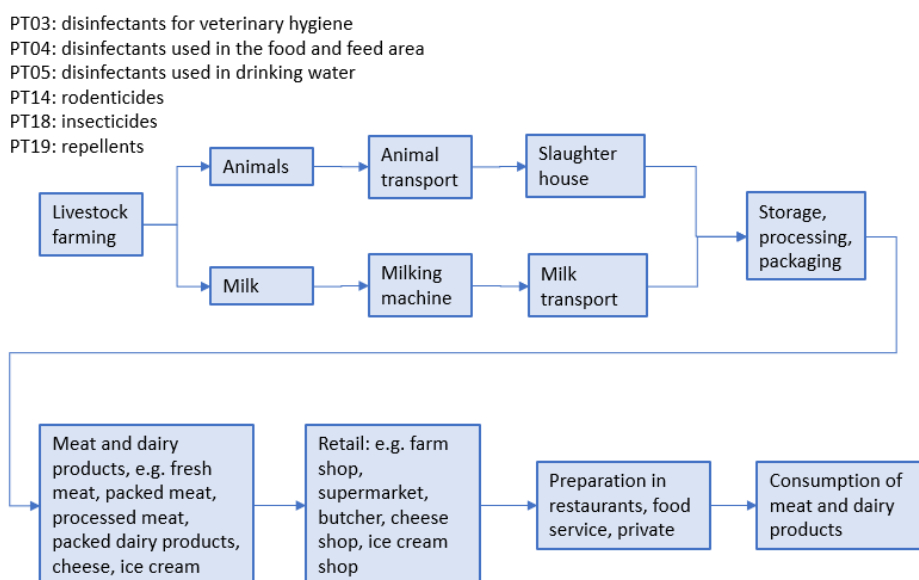 PT03: disinfectants for veterinary hygiene
PT04: disinfectants used in the food and feed area
PT05: disinfectants used in drinking water
PT14: rodenticides
PT18: insecticides
PT19: repellents
Livestock
farming
Animals
Animal
transport
Slaughter
house
Milk
Milking
machine
Milk
transport
Storage,
processing,
packaging
Meat and dairy
products, e.g. fresh
meat, packed meat,
processed meat,
packed dairy products,
cheese, ice cream
Retail: e.g. farm
shop,
supermarket,
butcher, cheese
shop, ice cream
shop
Preparation in
restaurants, food
service, private
Consumption of
meat and dairy
products